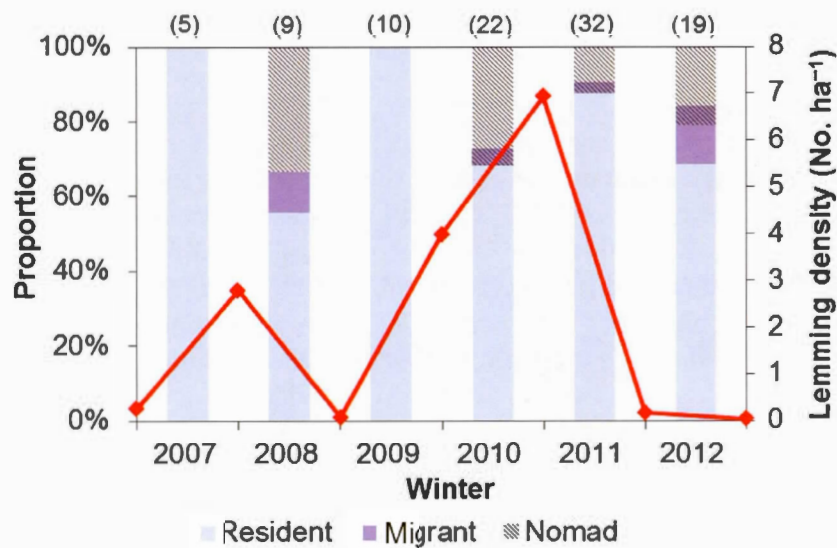 (5) (9) (10) (22) (32) (19)
100%
80%
60%
40%
20%
0%
Proportion
8
7
6
5
4
3
2
1
0
Lemming density (No. ha⁻¹)
2007 2008 2009 2010 2011 2012
Winter
Resident Migrant Nomad